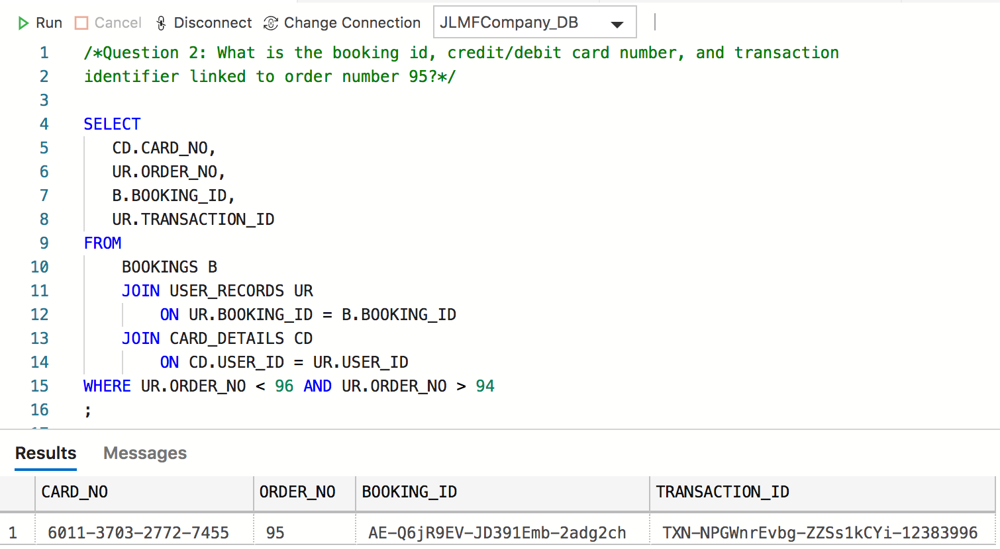 Run Cancel Disconnect Change Connection JLMFCompany_DB
1 /*Question 2: What is the booking id, credit/debit card number, and transaction
2 identifier linked to order number 95?*/
3
4 SELECT
5 CD.CARD_NO,
6 UR.ORDER_NO,
7 B.BOOKING_ID,
8 UR.TRANSACTION_ID
9 FROM
10 BOOKINGS B
11 JOIN USER_RECORDS UR
12 ON UR.BOOKING_ID = B.BOOKING_ID
13 JOIN CARD_DETAILS CD
14 ON CD.USER_ID = UR.USER_ID
15 WHERE UR.ORDER_NO < 96 AND UR.ORDER_NO > 94
16 ;
Results Messages
CARD_NO ORDER_NO BOOKING_ID TRANSACTION_ID
1 6011-3703-2772-7455 95 AE-Q6jR9EV-JD391Emb-2adg2ch TXN-NPGWnrEvbg-ZZSs1kCYi-12383996